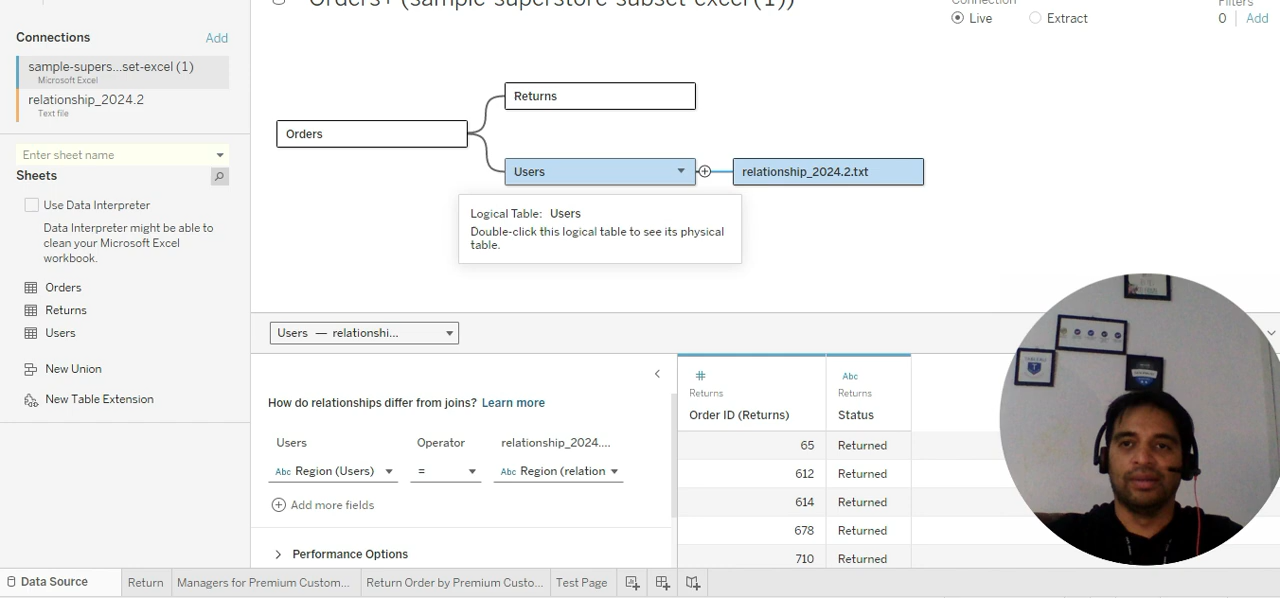 Orders+ (sample-superstore-subset-excel(1))
Connection
Filters
Live
Extract
0
Add
Connections
Add
sample-supers...set-excel (1)
Microsoft Excel
relationship_2024.2
Text file
Enter sheet name
Sheets
Use Data Interpreter
Data Interpreter might be able to
clean your Microsoft Excel
workbook.
Orders
Returns
Users
New Union
New Table Extension
Orders
Returns
Users
relationship_2024.2.txt
Logical Table: Users
Double-click this logical table to see its physical
table.
Users — relationshi...
How do relationships differ from joins? Learn more
Users
Operator
relationship_2024....
Abc Region (Users)
=
Abc Region (relation
Add more fields
Performance Options
#
Returns
Order ID (Returns)
Abc
Returns
Status
65 Returned
612 Returned
614 Returned
678 Returned
710 Returned
Data Source
Return
Managers for Premium Custom...
Return Order by Premium Custo...
Test Page